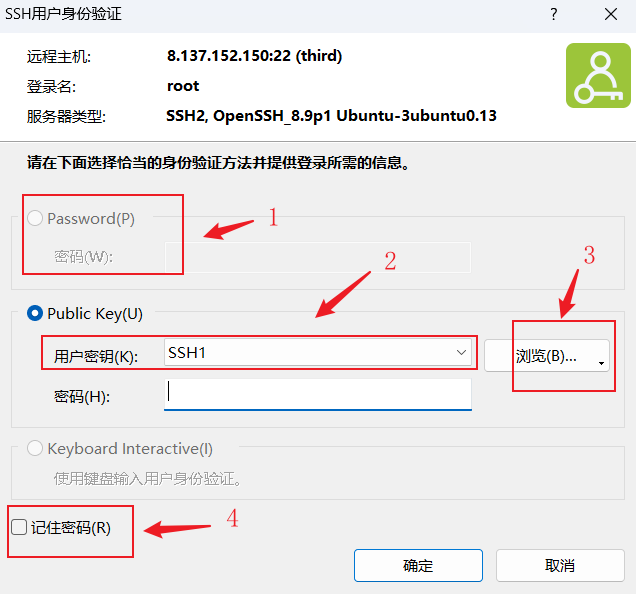 SSH用户身份验证
远程主机: 8.137.152.150:22 (third)
登录名: root
服务器类型: SSH2, OpenSSH_8.9p1 Ubuntu-3ubuntu0.13
请在下面选择恰当的身份验证方法并提供登录所需的信息。
Password(P) 1
密码(W):
2
3
Public Key(U)
用户密钥(K): SSH1 浏览(B)...
密码(H):
Keyboard Interactive(I)
使用键盘输入用户身份验证。
记住密码(R) 4
确定 取消